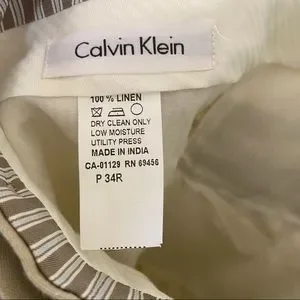 Calvin Klein
100 % LINEN
DRY CLEAN ONLY
LOW MOISTURE
UTILITY PRESS
MADE IN INDIA
CA-01129 RN 69456
P 34R